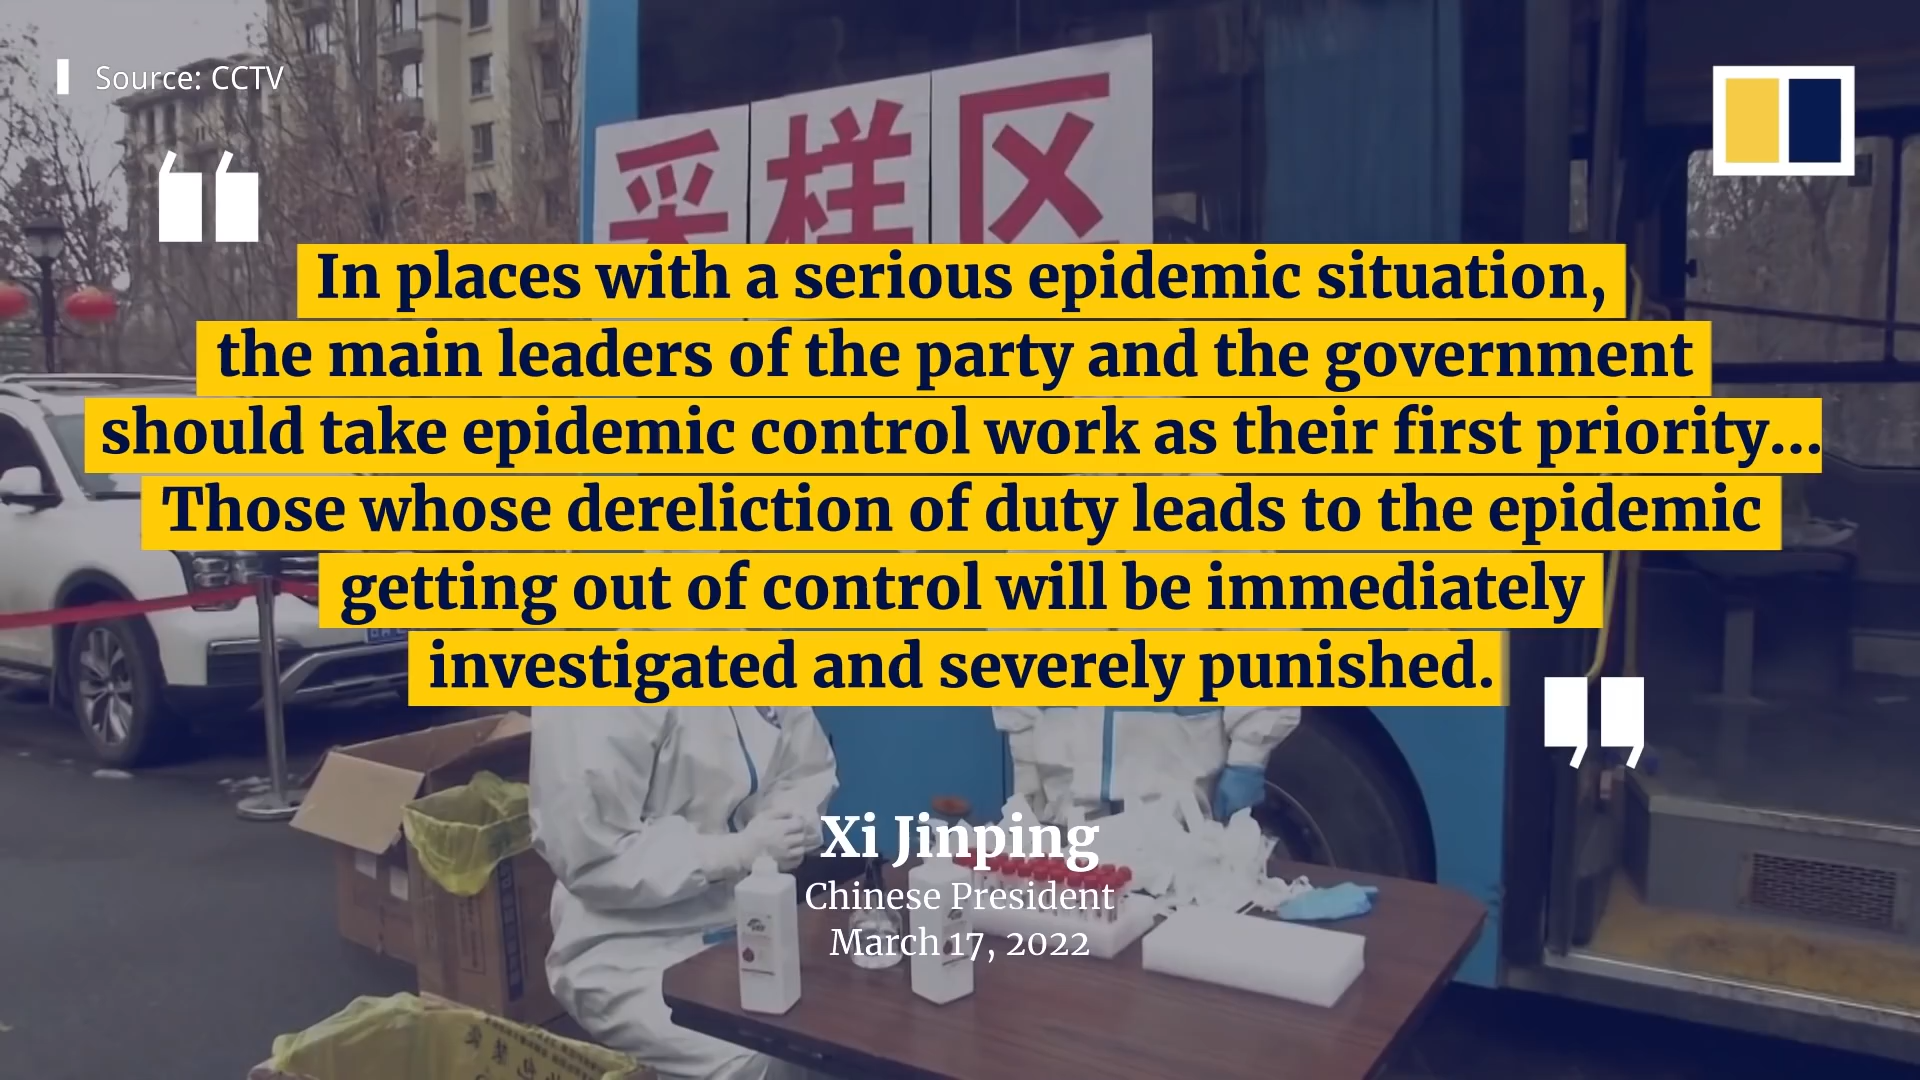 Source: CCTV
采样区
In places with a serious epidemic situation,
the main leaders of the party and the government
should take epidemic control work as their first priority...
Those whose dereliction of duty leads to the epidemic
getting out of control will be immediately
investigated and severely punished.
Xi Jinping
Chinese President
March 17, 2022